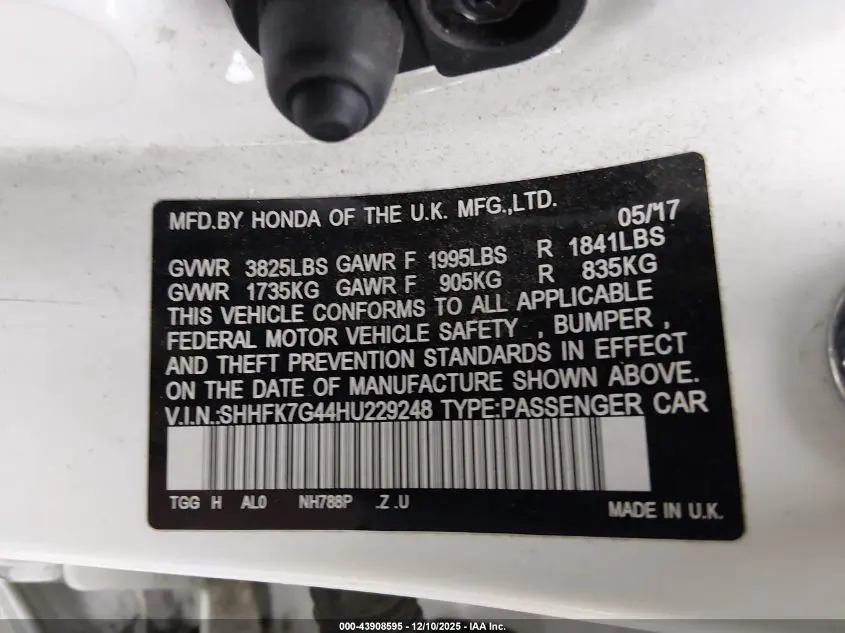 MFD.BY HONDA OF THE U.K. MFG.,LTD. 05/'17
GVWR 3825LBS GAWR F 1995LBS R 1841LBS
GVWR 1735KG GAWR F 905KG R 835KG
THIS VEHICLE CONFORMS TO ALL APPLICABLE
FEDERAL MOTOR VEHICLE SAFETY , BUMPER ,
AND THEFT PREVENTION STANDARDS IN EFFECT
ON THE DATE OF MANUFACTURE SHOWN ABOVE.
V.I.N.:SHHFK7G44HU229248 TYPE:PASSENGER CAR
TGG H AL0 NH788P .Z .U MADE IN U.K.
000-43908595 - 12/10/2025 - IAA Inc.